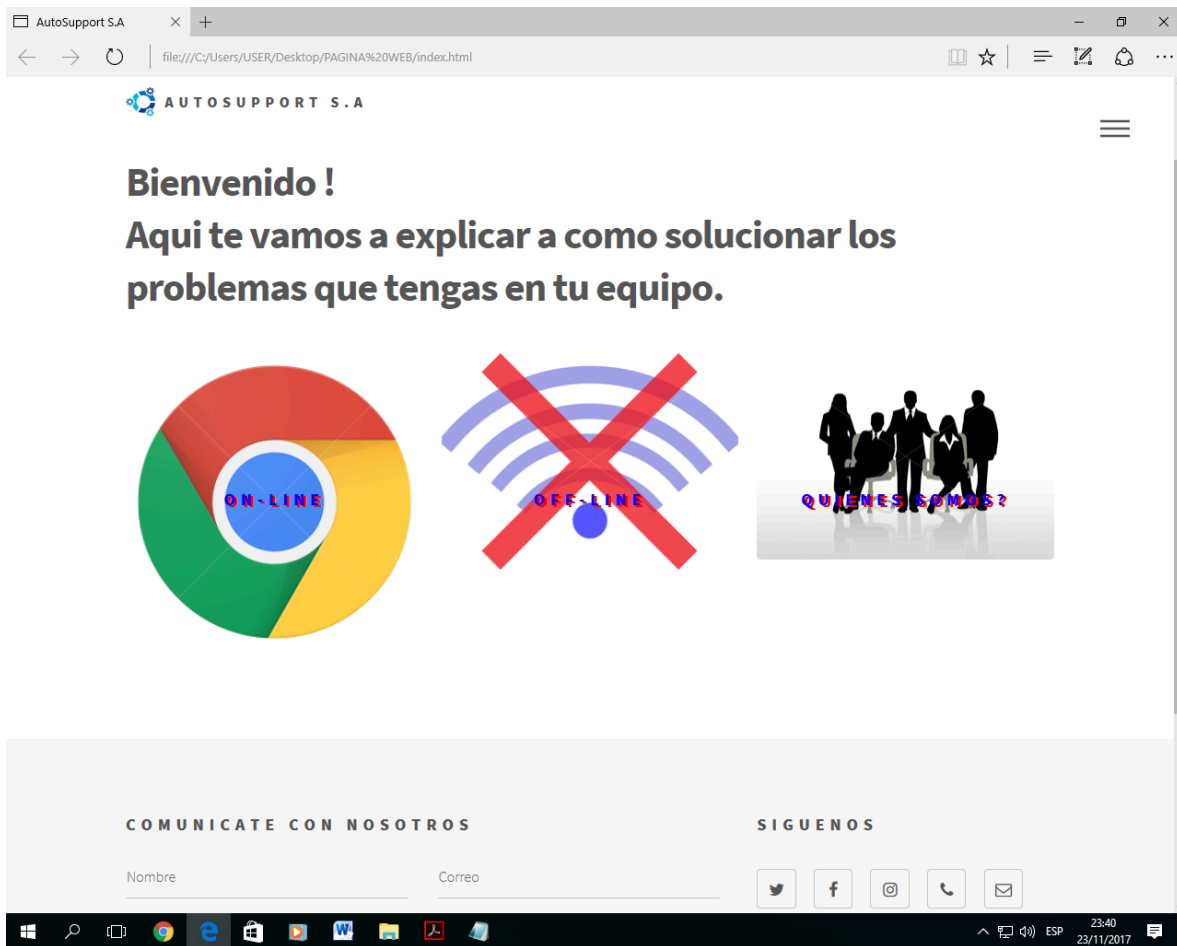 AutoSupport S.A
file:///C:/Users/USER/Desktop/PAGINA%20WEB/index.html
AUTOSUPPORT S.A
Bienvenido !
Aqui te vamos a explicar a como solucionar los
problemas que tengas en tu equipo.
ON-LINE
OFF-LINE
QUIENES SOMOS?
COMUNICATE CON NOSOTROS
SIGUENOS
Nombre
Correo
ESP
23:40
23/11/2017